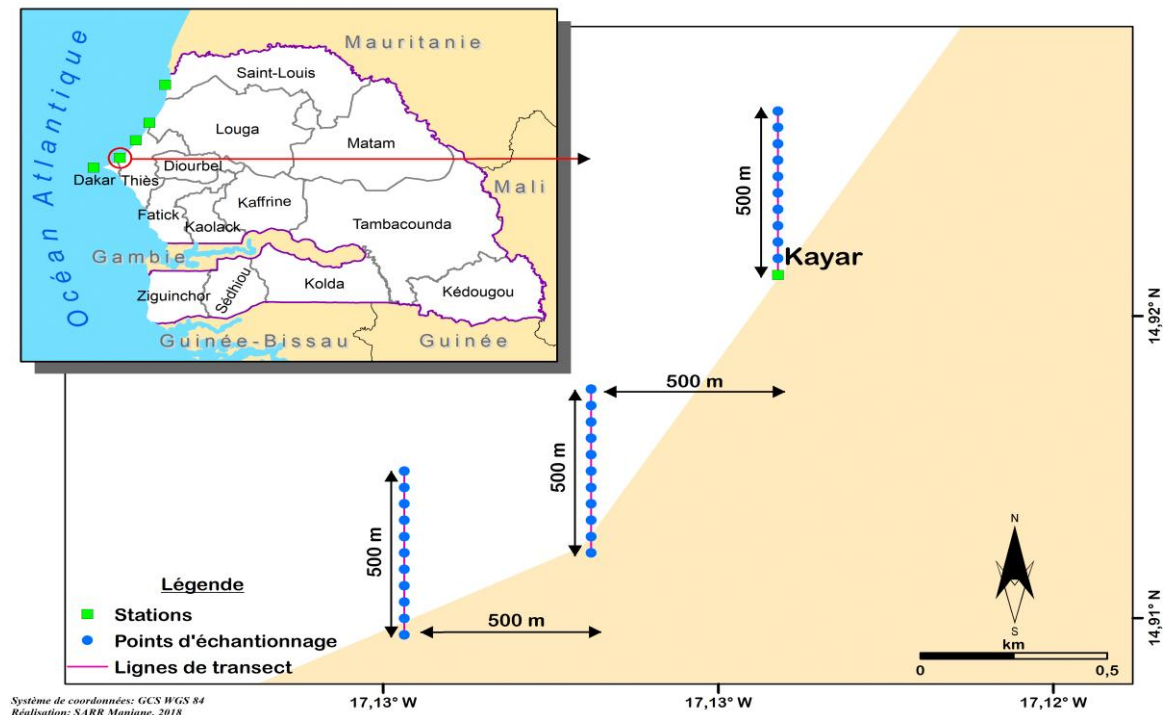 Océan Atlantique
Mauritanie
Saint-Louis
Louga
Matam
Diourbel
Dakar
Thiès
Mali
Fatick
Kaffrine
Kaolack
Tambacounda
Gambie
Ziguinchor
Sédhiou
Kolda
Kédougou
Guinée-Bissau
Guinée
500 m
Kayar
14,92° N
500 m
500 m
500 m
500 m
N
S
14,91° N
km
0
0,5
Légende
Stations
Points d'échantionnage
Lignes de transect
17,13° W
17,13° W
17,12° W
Système de coordonnées: GCS WGS 84
Réalisation: SARR Maniane, 2018